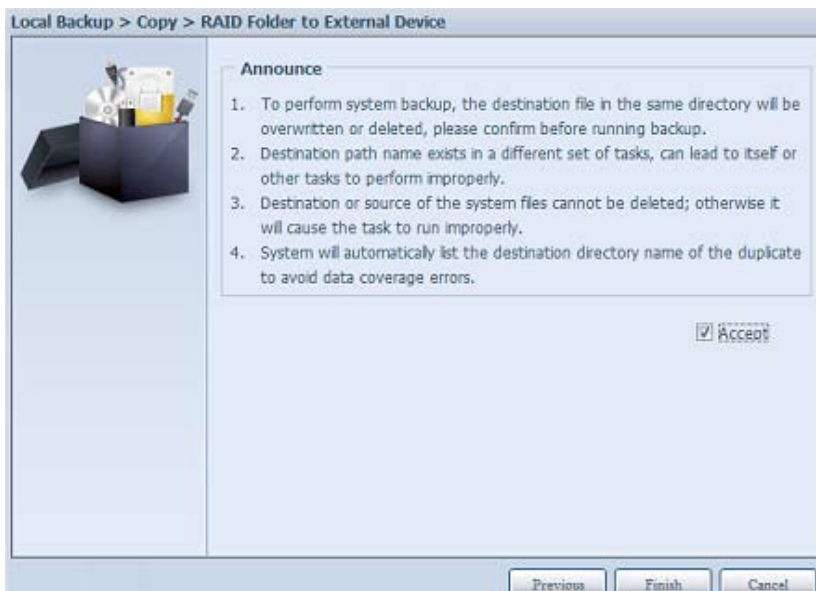 Local Backup > Copy > RAID Folder to External Device
Announce
1. To perform system backup, the destination file in the same directory will be
overwritten or deleted, please confirm before running backup.
2. Destination path name exists in a different set of tasks, can lead to itself or
other tasks to perform improperly.
3. Destination or source of the system files cannot be deleted; otherwise it
will cause the task to run improperly.
4. System will automatically list the destination directory name of the duplicate
to avoid data coverage errors.
Accept
Previous Finish Cancel